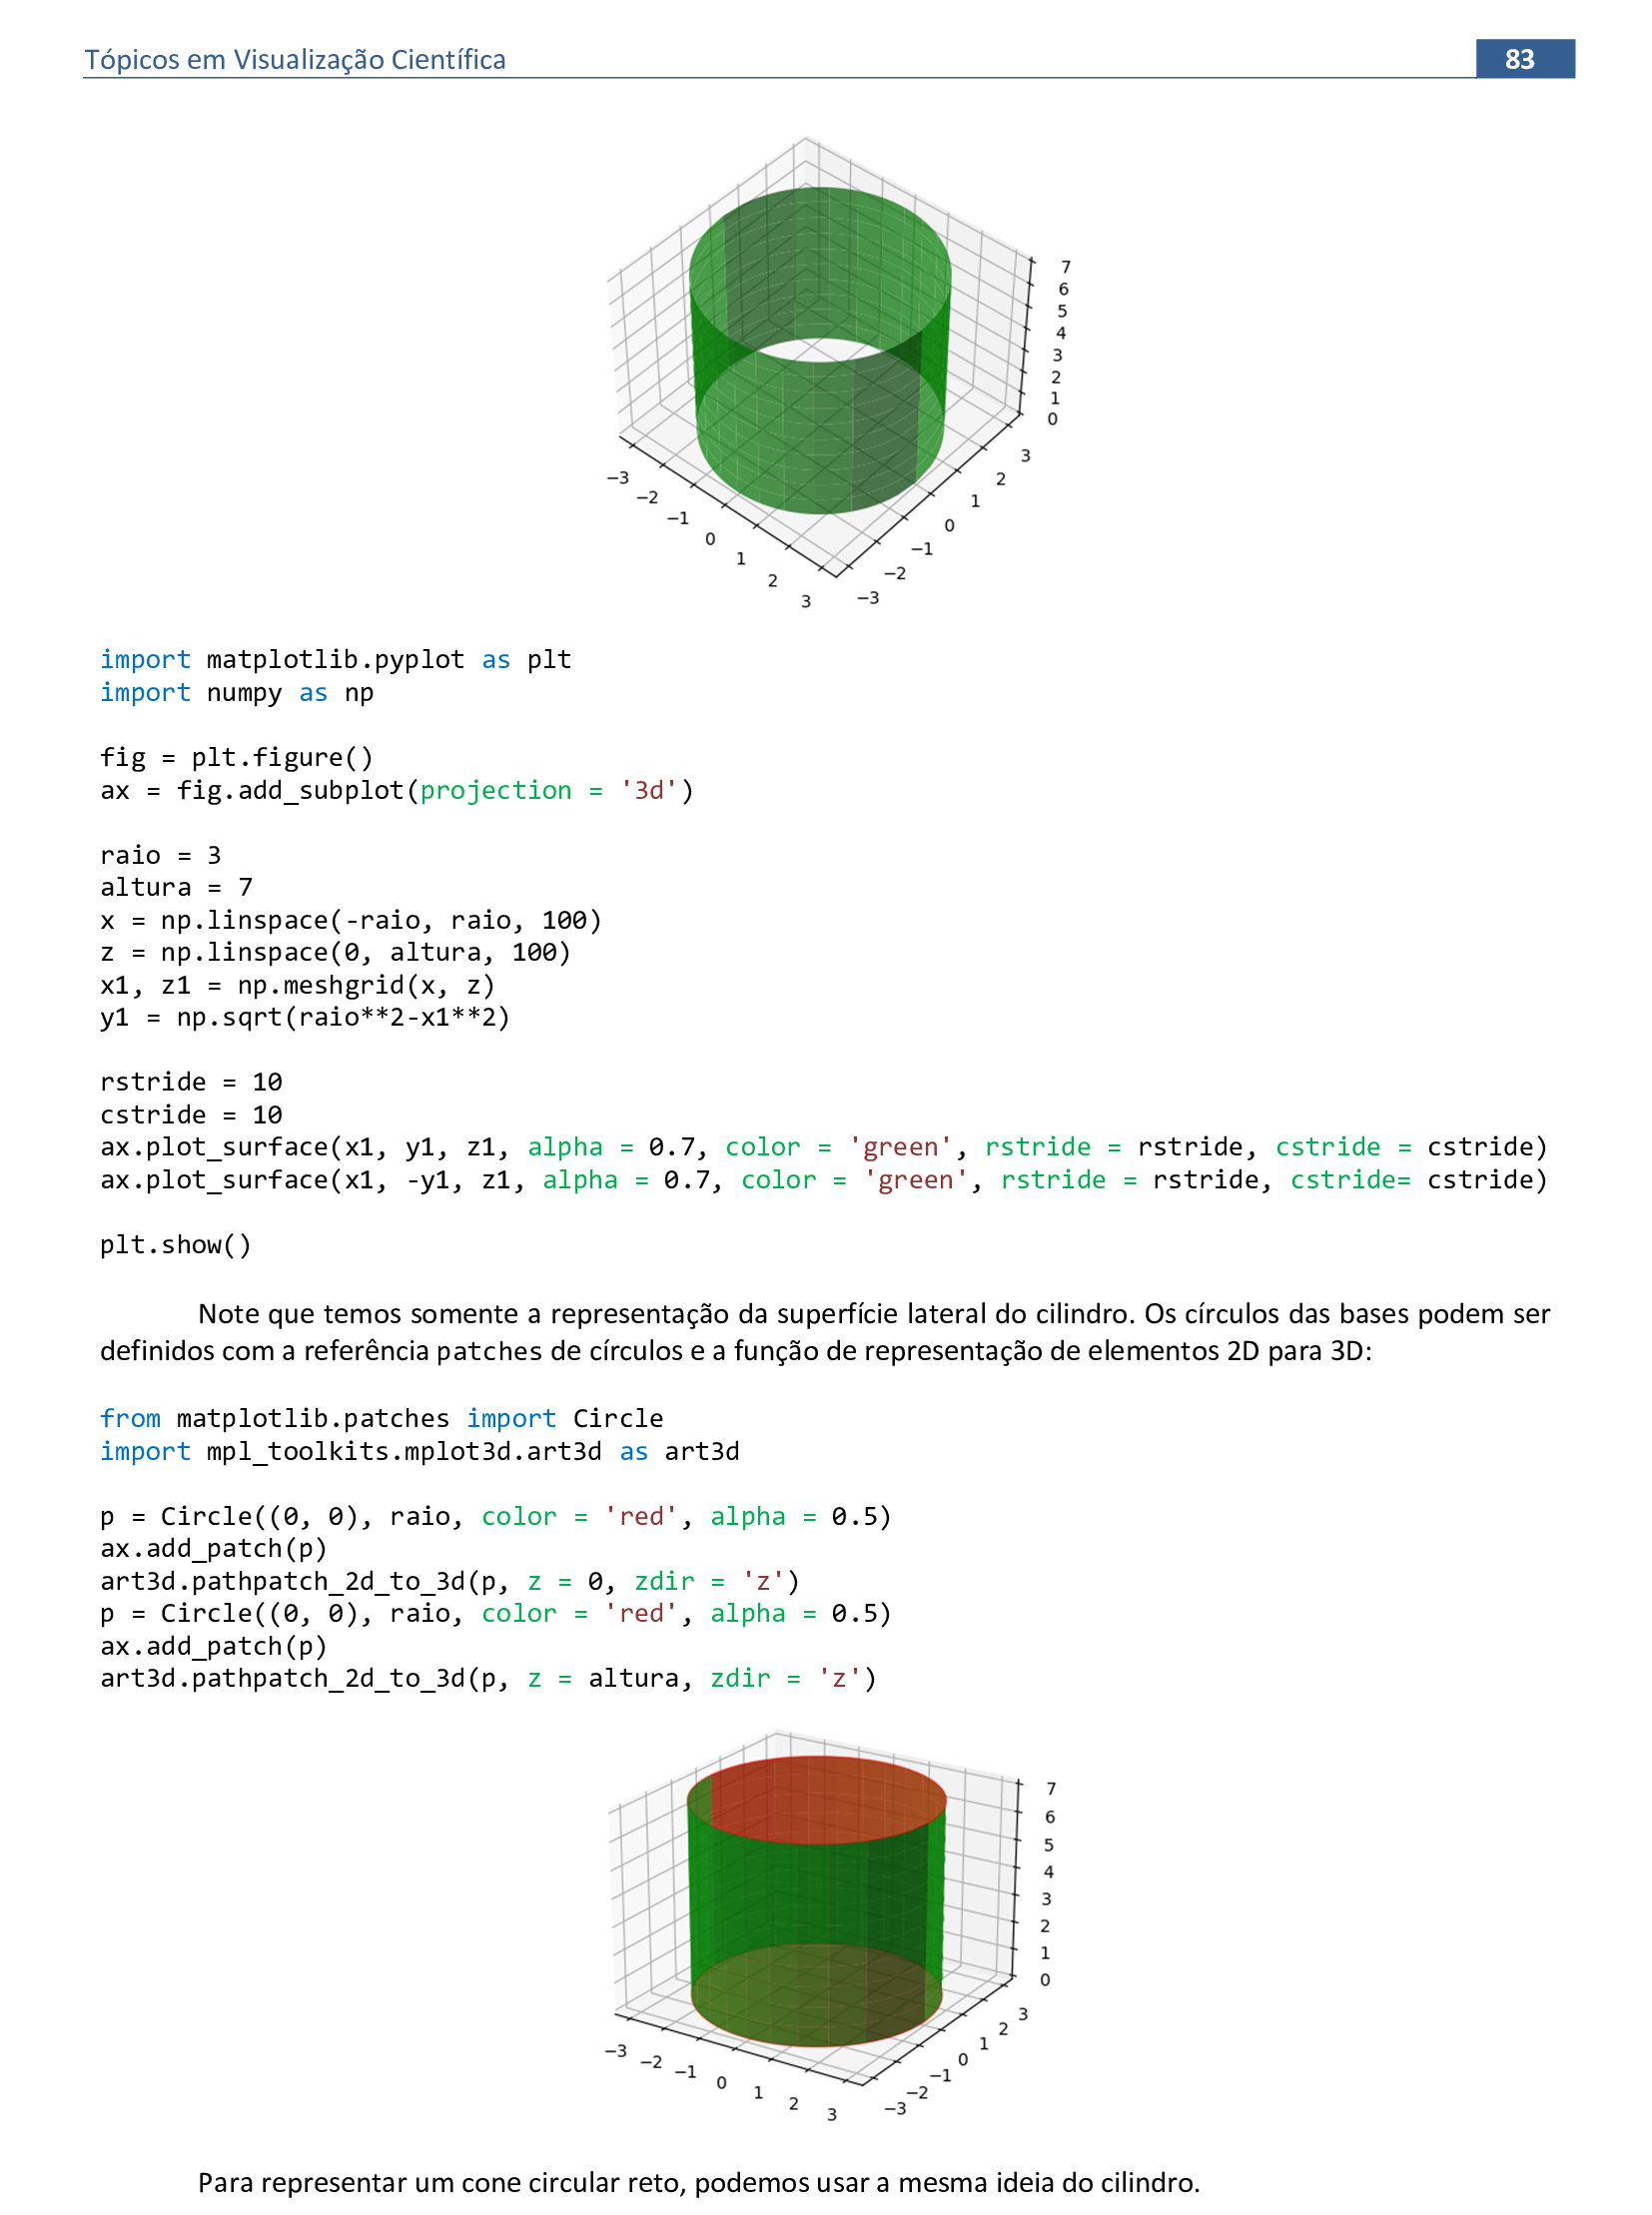 Tópicos em Visualização Científica
83
7
6
5
4
3
2
1
0
−3
−2
−1
0
1
2
3
3
2
1
0
−1
−2
−3
import matplotlib.pyplot as plt
import numpy as np
fig = plt.figure()
ax = fig.add_subplot(projection = '3d')
raio = 3
altura = 7
x = np.linspace(-raio, raio, 100)
z = np.linspace(0, altura, 100)
x1, z1 = np.meshgrid(x, z)
y1 = np.sqrt(raio**2-x1**2)
rstride = 10
cstride = 10
ax.plot_surface(x1, y1, z1, alpha = 0.7, color = 'green', rstride = rstride, cstride = cstride)
ax.plot_surface(x1, -y1, z1, alpha = 0.7, color = 'green', rstride = rstride, cstride= cstride)
plt.show()
Note que temos somente a representação da superfície lateral do cilindro. Os círculos das bases podem ser
definidos com a referência patches de círculos e a função de representação de elementos 2D para 3D:
from matplotlib.patches import Circle
import mpl_toolkits.mplot3d.art3d as art3d
p = Circle((0, 0), raio, color = 'red', alpha = 0.5)
ax.add_patch(p)
art3d.pathpatch_2d_to_3d(p, z = 0, zdir = 'z')
p = Circle((0, 0), raio, color = 'red', alpha = 0.5)
ax.add_patch(p)
art3d.pathpatch_2d_to_3d(p, z = altura, zdir = 'z')
7
6
5
4
3
2
1
0
−3
−2
−1
0
1
2
3
3
2
1
0
−1
−2
−3
Para representar um cone circular reto, podemos usar a mesma ideia do cilindro.